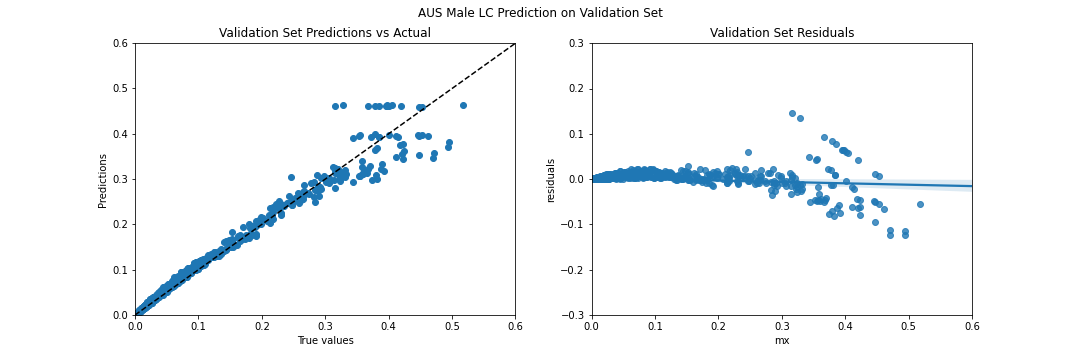 AUS Male LC Prediction on Validation Set
Validation Set Predictions vs Actual
0.6
0.5
0.4
0.3
0.2
0.1
0.0
Predictions
0.0 0.1 0.2 0.3 0.4 0.5 0.6
True values
Validation Set Residuals
0.3
0.2
0.1
0.0
−0.1
−0.2
−0.3
residuals
0.0 0.1 0.2 0.3 0.4 0.5 0.6
mx